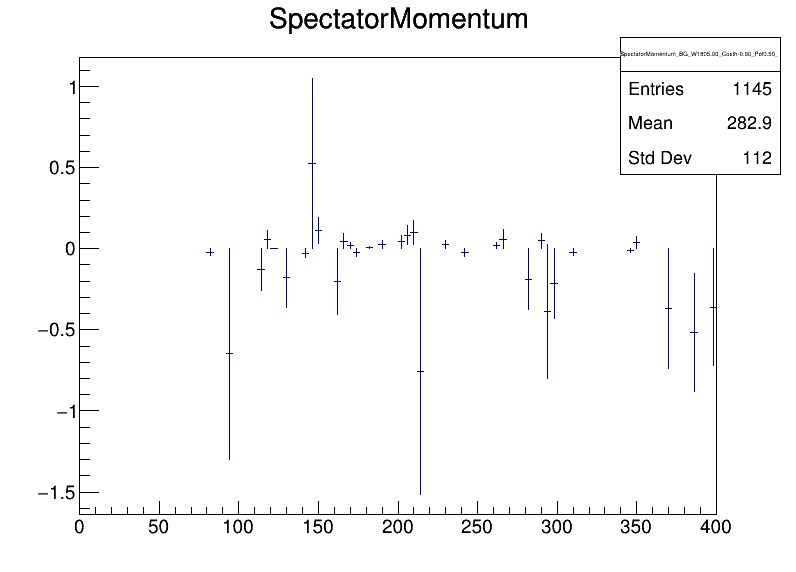 SpectatorMomentum
SpectatorMomentum_BG_W1805.00_Costh-0.90_Pol0.50_
Entries 1145
Mean 282.9
Std Dev 112
1
0.5
0
−0.5
−1
−1.5
0 50 100 150 200 250 300 350 400